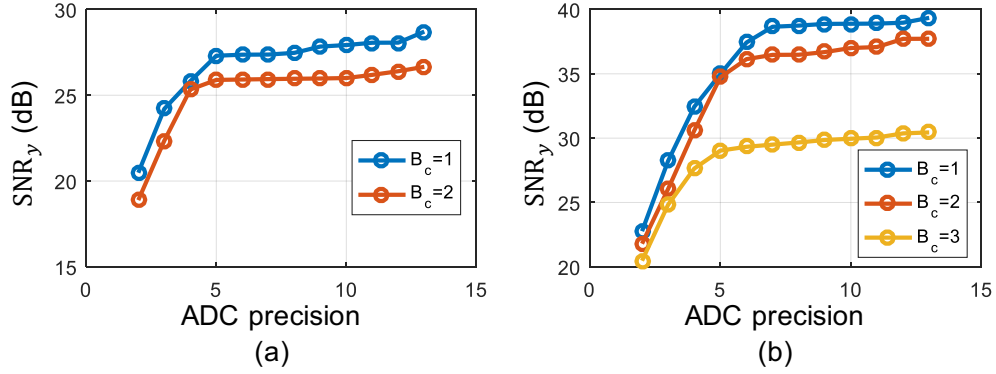 30
25
20
15
SNR_y (dB)
B_c=1
B_c=2
0
5
10
15
ADC precision
(a)
40
35
30
25
20
SNR_y (dB)
B_c=1
B_c=2
B_c=3
0
5
10
15
ADC precision
(b)